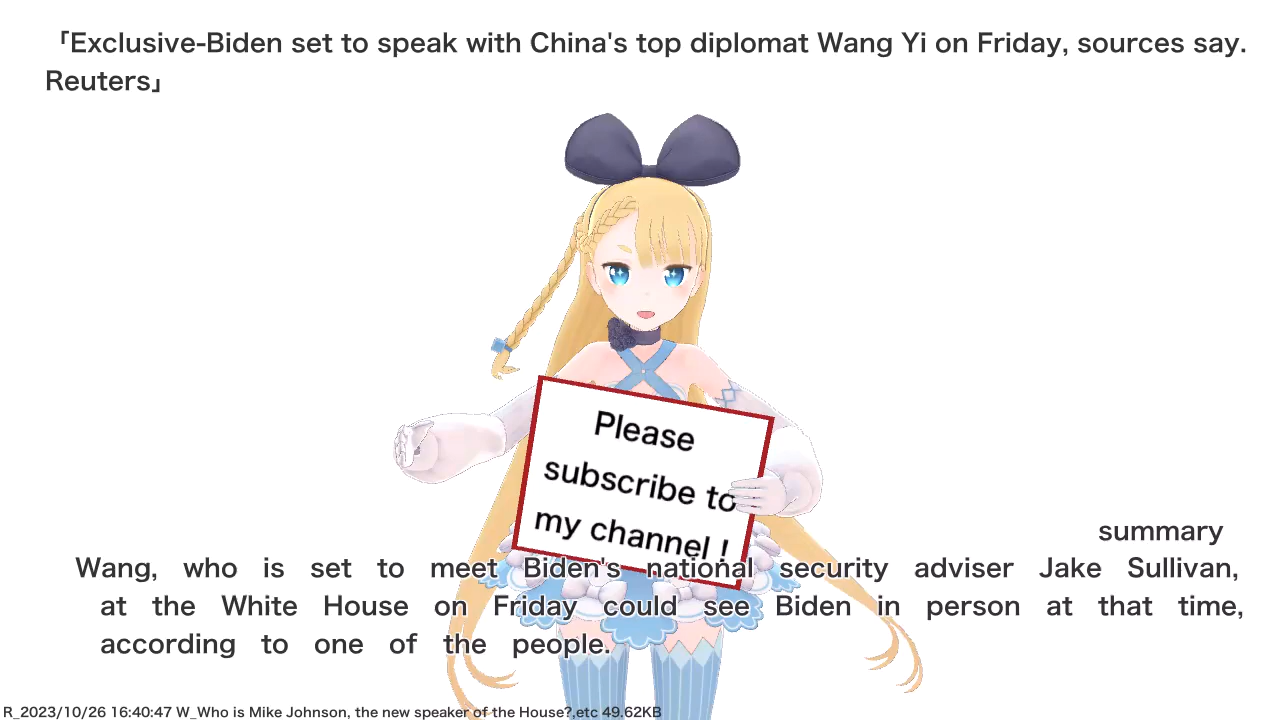 「Exclusive-Biden set to speak with China's top diplomat Wang Yi on Friday, sources say.
Reuters」
Please
subscribe to
my channel !
summary
Wang, who is set to meet Biden's national security adviser Jake Sullivan,
at the White House on Friday could see Biden in person at that time,
according to one of the people.
R_2023/10/26 16:40:47 W_Who is Mike Johnson, the new speaker of the House?,etc 49.62KB